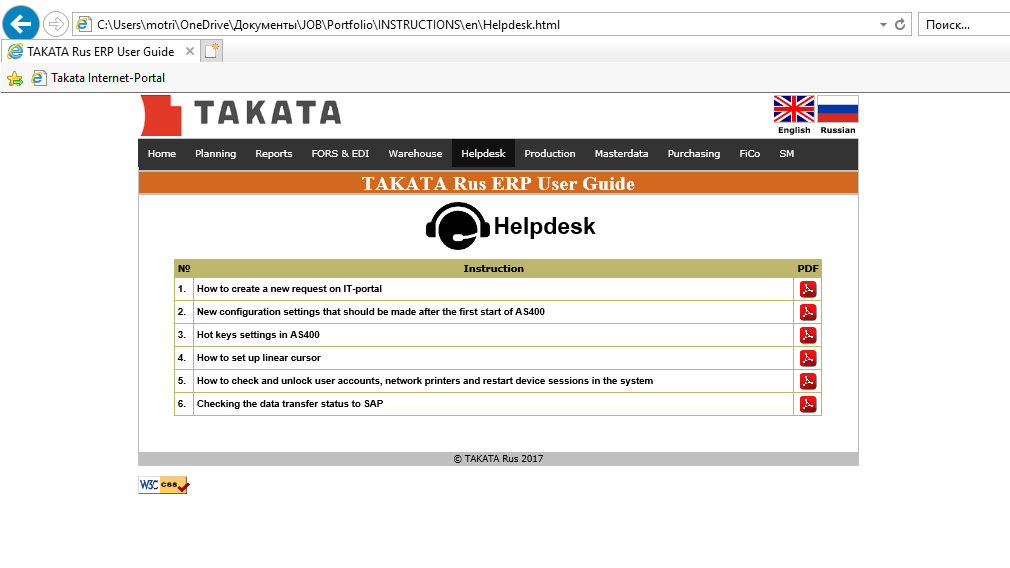 C:\Users\motri\OneDrive\Документы\JOB\Portfolio\INSTRUCTIONS\en\Helpdesk.html
Поиск...
TAKATA Rus ERP User Guide
Takata Internet-Portal
TAKATA
English Russian
Home Planning Reports FORS & EDI Warehouse Helpdesk Production Masterdata Purchasing FiCo SM
TAKATA Rus ERP User Guide
Helpdesk
№ Instruction PDF
1. How to create a new request on IT-portal
2. New configuration settings that should be made after the first start of AS400
3. Hot keys settings in AS400
4. How to set up linear cursor
5. How to check and unlock user accounts, network printers and restart device sessions in the system
6. Checking the data transfer status to SAP
© TAKATA Rus 2017
W3C css